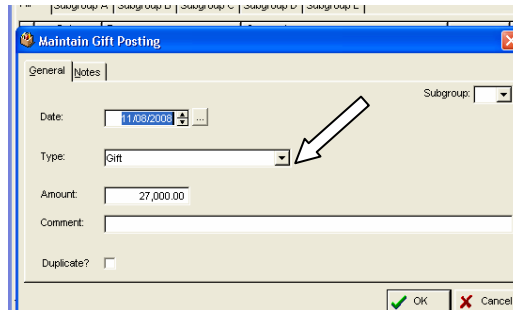 Subgroup A Subgroup B Subgroup C Subgroup D Subgroup E
Maintain Gift Posting
General Notes
Subgroup:
Date: 11/08/2008 ...
Type: Gift
Amount: 27,000.00
Comment:
Duplicate?
OK Cancel